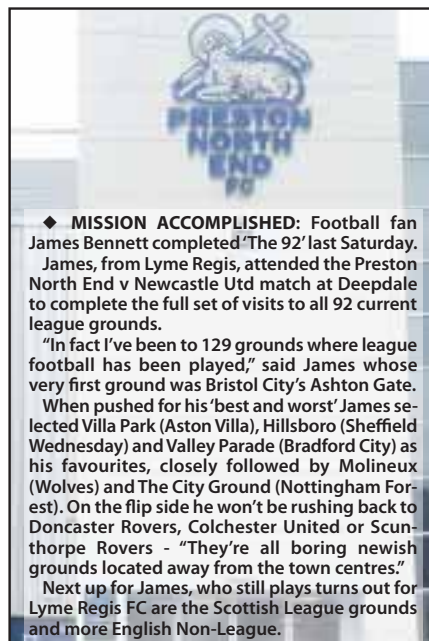 PRESTON
NORTH
END
FC
◆ MISSION ACCOMPLISHED: Football fan
James Bennett completed ‘The 92’ last Saturday.
James, from Lyme Regis, attended the Preston
North End v Newcastle Utd match at Deepdale
to complete the full set of visits to all 92 current
league grounds.
“In fact I’ve been to 129 grounds where league
football has been played,” said James whose
very first ground was Bristol City’s Ashton Gate.
When pushed for his ‘best and worst’ James se-
lected Villa Park (Aston Villa), Hillsboro (Sheffield
Wednesday) and Valley Parade (Bradford City) as
his favourites, closely followed by Molineux
(Wolves) and The City Ground (Nottingham For-
est). On the flip side he won’t be rushing back to
Doncaster Rovers, Colchester United or Scun-
thorpe Rovers - “They’re all boring newish
grounds located away from the town centres.”
Next up for James, who still plays turns out for
Lyme Regis FC are the Scottish League grounds
and more English Non-League.